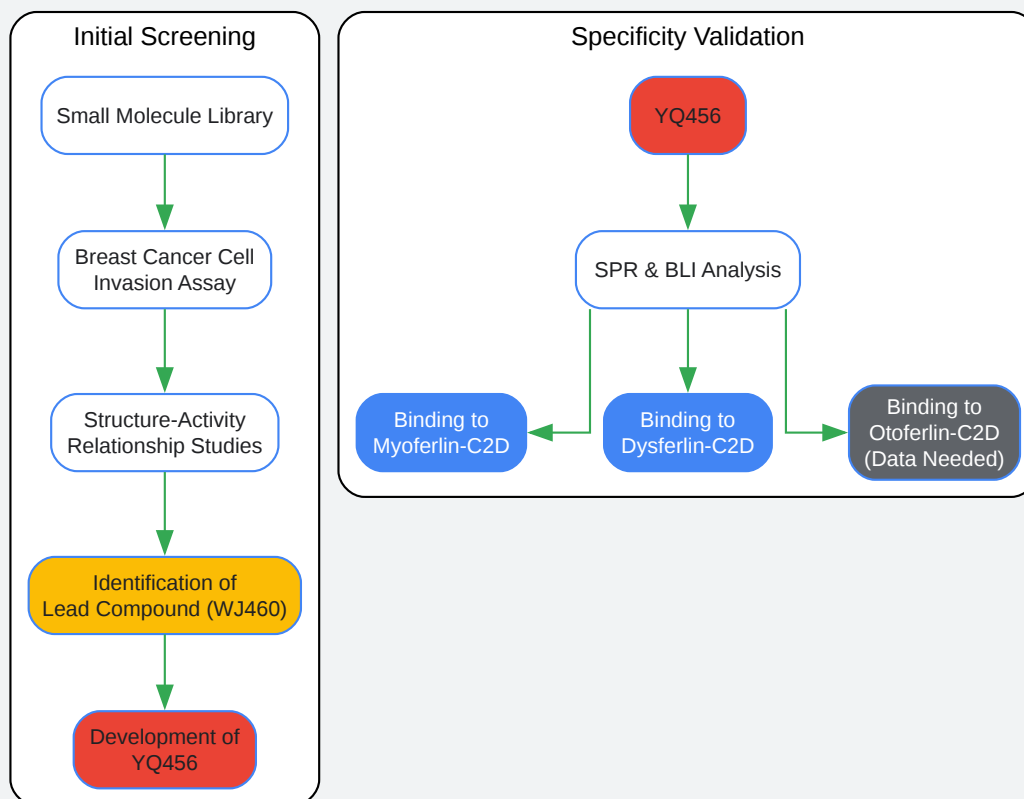 Initial Screening
Small Molecule Library
Breast Cancer Cell
Invasion Assay
Structure-Activity
Relationship Studies
Identification of
Lead Compound (WJ460)
Development of
YQ456
Specificity Validation
YQ456
SPR & BLI Analysis
Binding to
Myoferlin-C2D
Binding to
Dysferlin-C2D
Binding to
Otoferlin-C2D
(Data Needed)